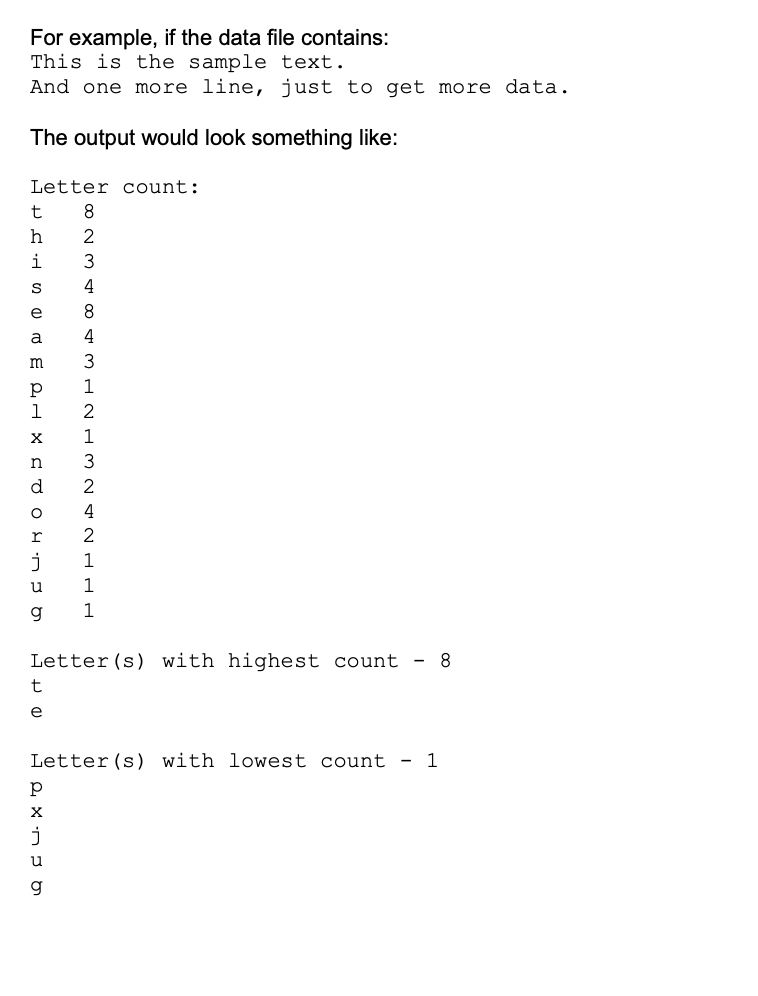 For example, if the data file contains:
This is the sample text.
And one more line, just to get more data.
The output would look something like:
Letter count:
t 8
h 2
i 3
s 4
e 8
a 4
m 3
p 1
l 2
x 1
n 3
d 2
o 4
r 2
j 1
u 1
g 1
Letter(s) with highest count - 8
t
e
Letter(s) with lowest count - 1
p
x
j
u
g